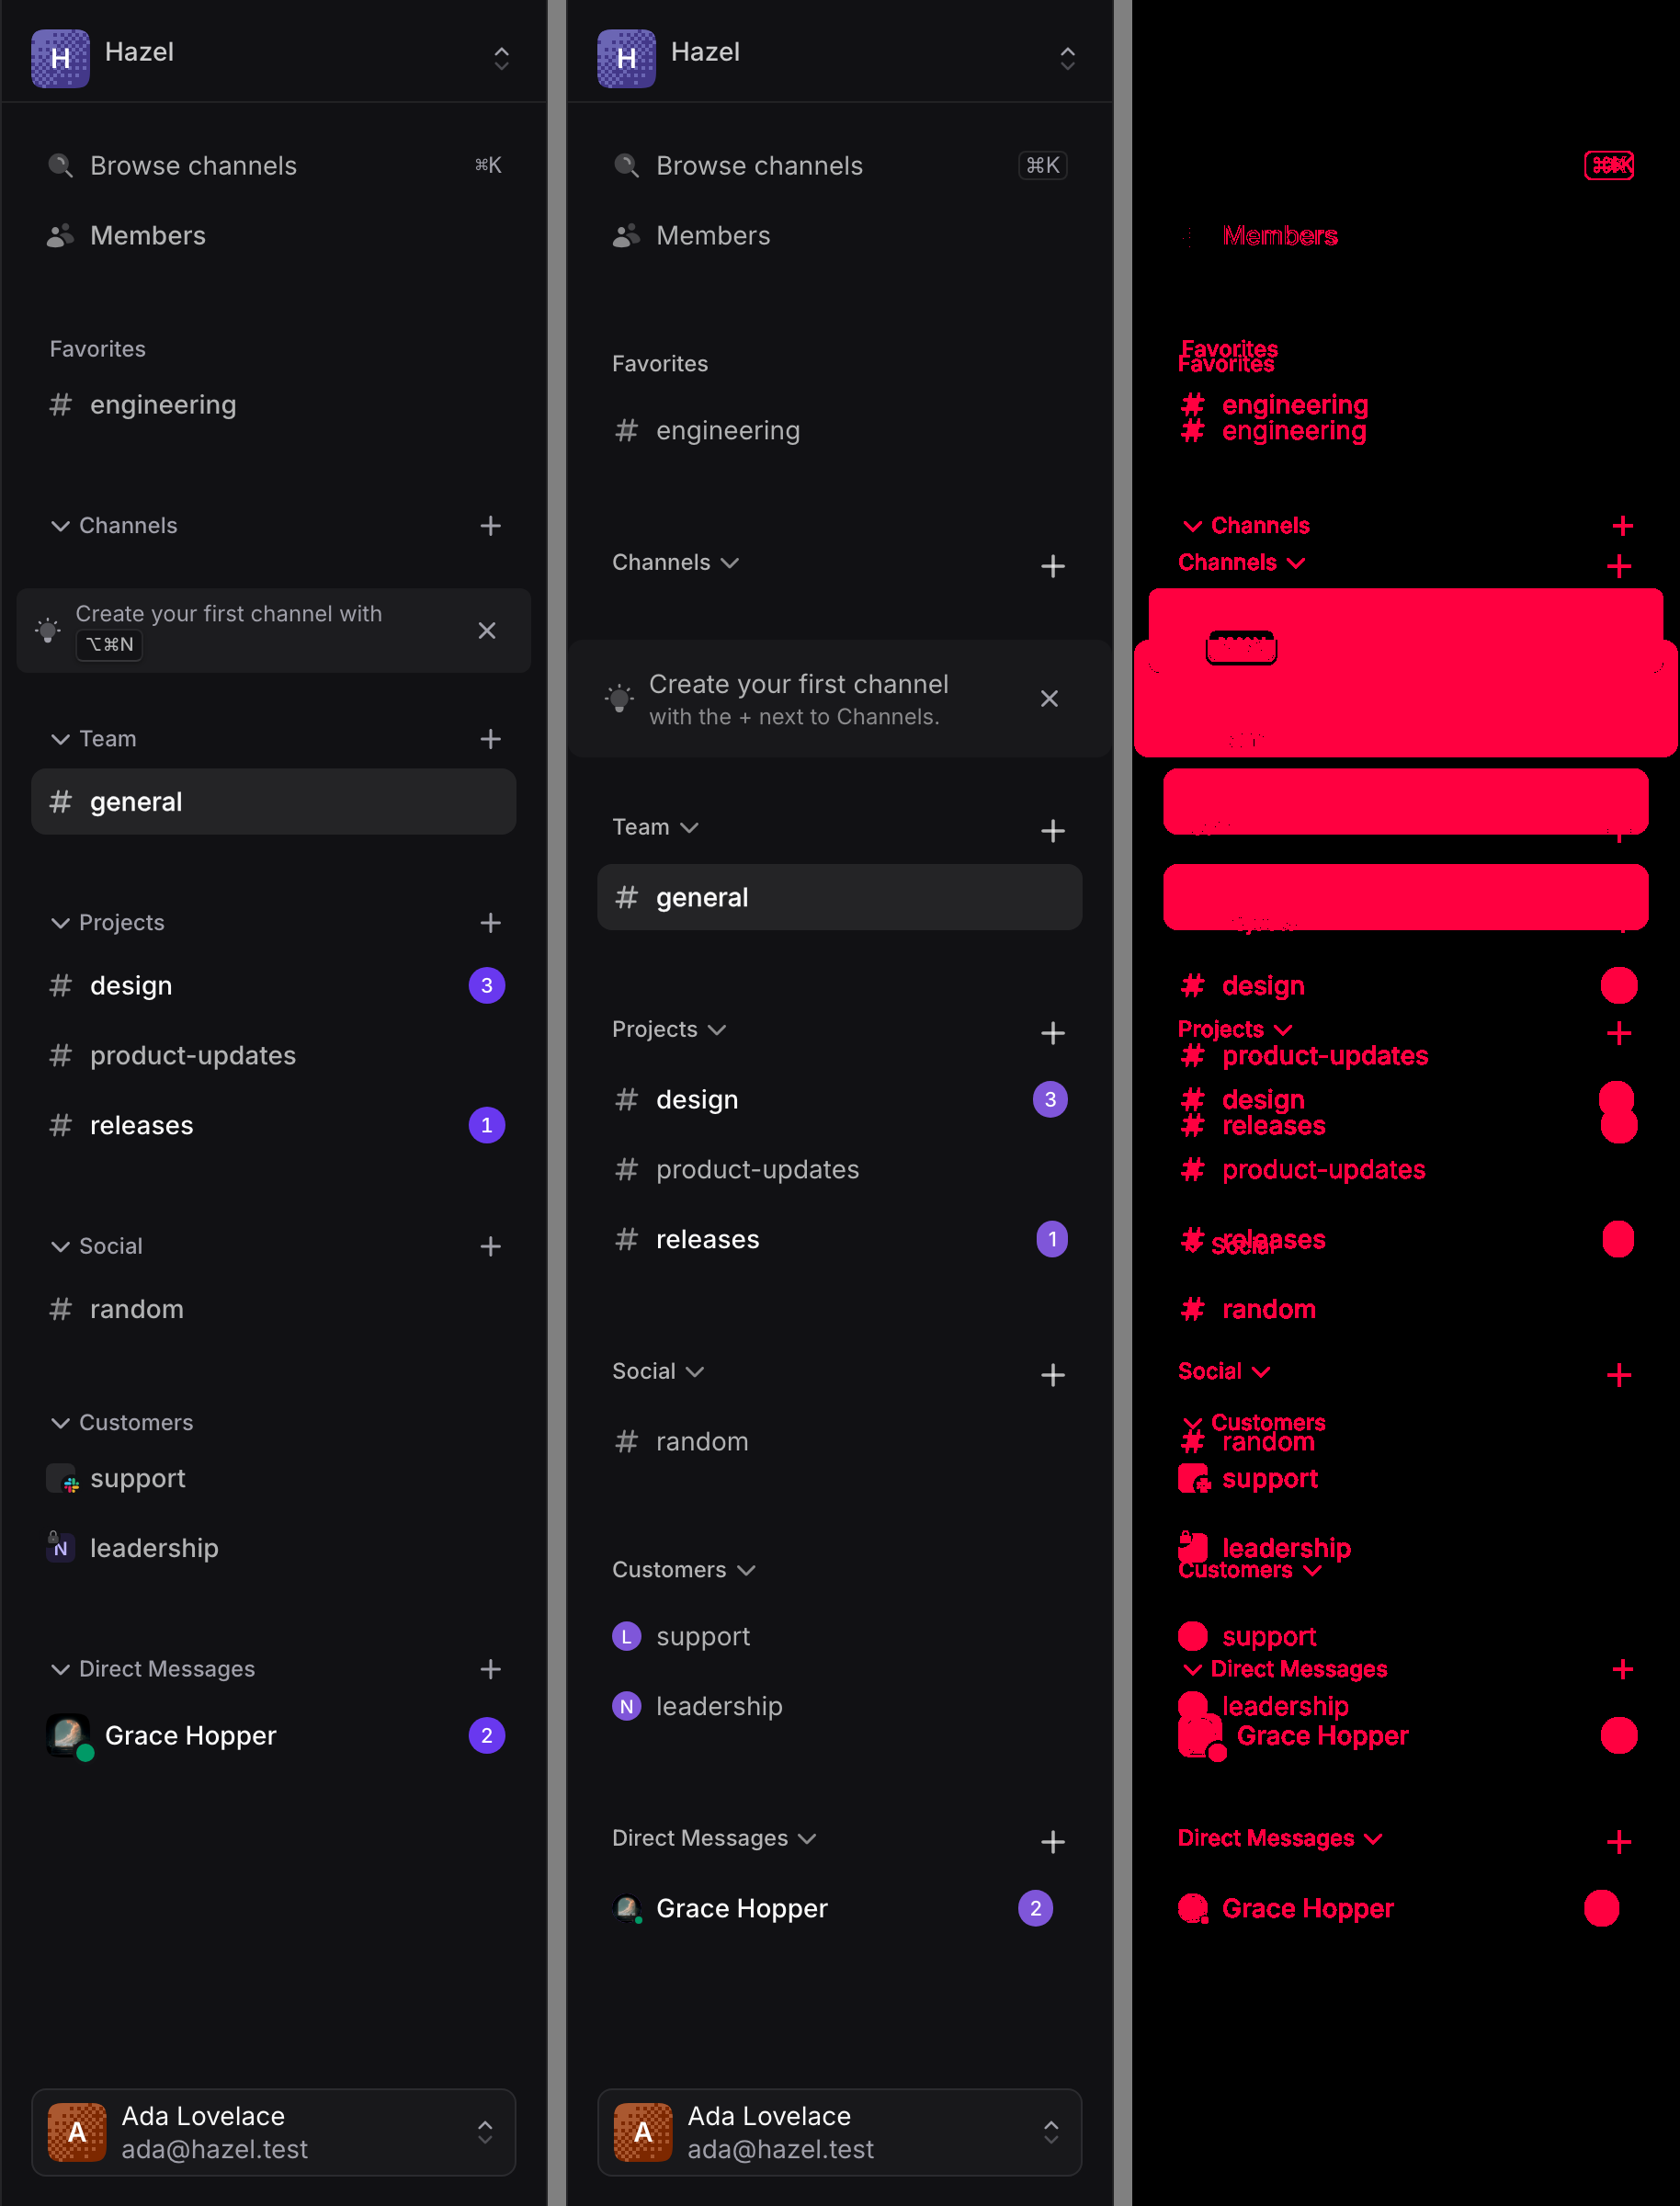 H Hazel
Browse channels ⌘K
Members
Favorites
# engineering
Channels +
Create your first channel with
⌥⌘N
Team +
# general
Projects +
# design 3
# product-updates
# releases 1
Social +
# random
Customers
support
N leadership
Direct Messages +
Grace Hopper 2
A Ada Lovelace
ada@hazel.test
H Hazel
Browse channels ⌘K
Members
Favorites
# engineering
Channels +
Create your first channel
with the + next to Channels.
Team +
# general
Projects +
# design 3
# product-updates
# releases 1
Social +
# random
Customers
L support
N leadership
Direct Messages +
Grace Hopper 2
A Ada Lovelace
ada@hazel.test
Members
Favorites
Favorites
# engineering
# engineering
Channels +
Channels +
# design
Projects +
# product-updates
# design
# releases
# product-updates
# releases
Social
# random
Social +
Customers
# random
support
leadership
Customers
support
Direct Messages +
leadership
Grace Hopper
Direct Messages +
Grace Hopper